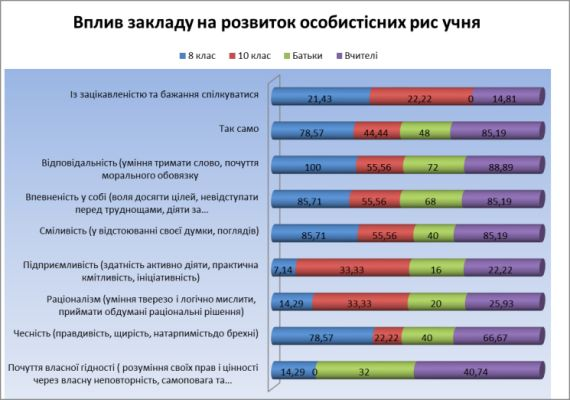 Вплив закладу на розвиток особистісних рис учня
8 клас 10 клас Батьки Вчителі
Із зацікавленістю та бажання спілкуватися
21,43 22,22 0 14,81
Так само
78,57 44,44 48 85,19
Відповідальність (уміння тримати слово, почуття
морального обовязку
100 55,56 72 88,89
Впевненість у собі (воля досягти цілей, невідступати
перед труднощами, діяти за...
85,71 55,56 68 85,19
Сміливість (у відстоюванні своєї думки, поглядів)
85,71 55,56 40 85,19
Підприємливість (здатність активно діяти, практична
кмітливість, ініціативність)
7,14 33,33 16 22,22
Раціоналізм (уміння тверезо і логічно мислити,
приймати обдумані раціональні рішення)
14,29 33,33 20 25,93
Чесність (правдивість, щирість, натарпимістьдо брехні)
78,57 22,22 40 66,67
Почуття власної гідності ( розуміння своїх прав і цінності
через власну неповторність, самоповага та...
14,29 0 32 40,74